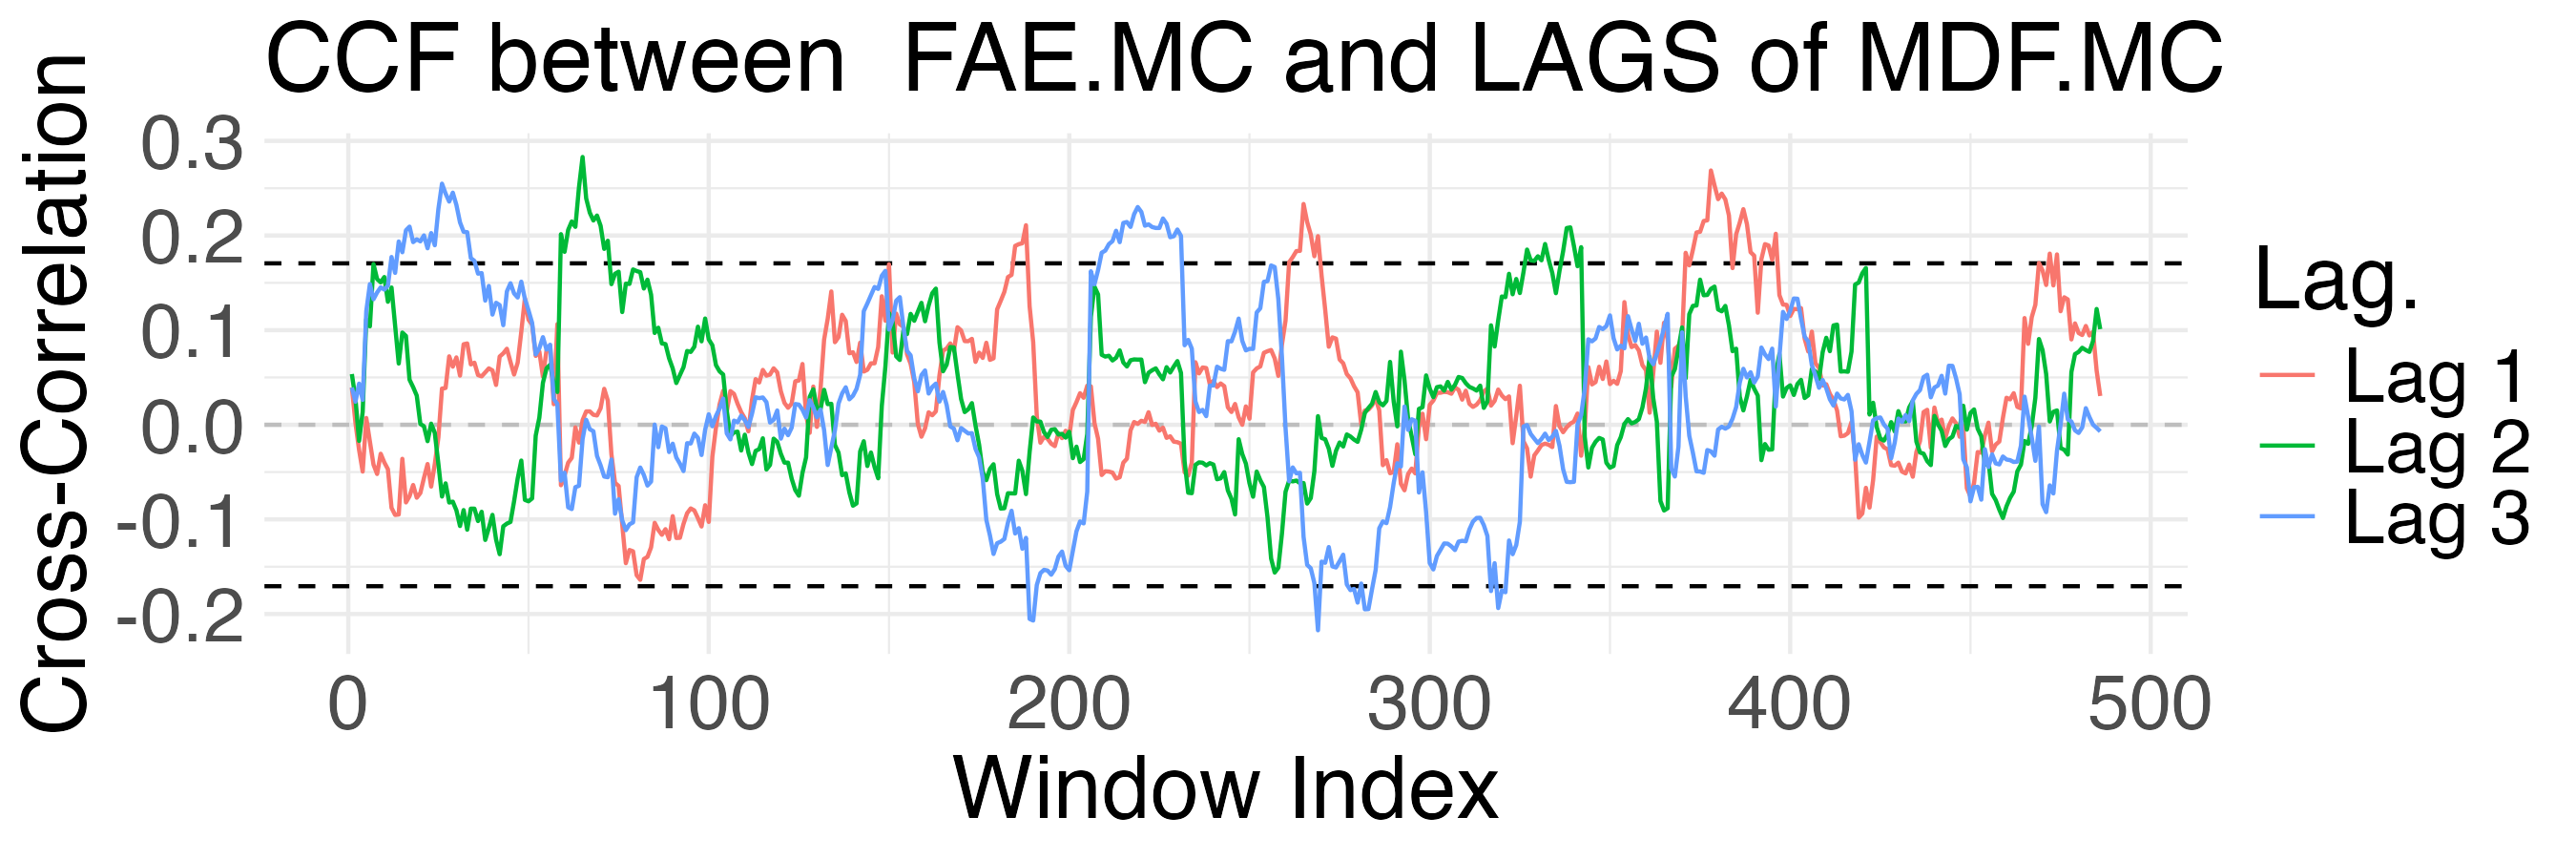 CCF between  FAE.MC and LAGS of MDF.MC
Cross-Correlation
0.3
0.2
0.1
0.0
-0.1
-0.2
0
100
200
300
400
500
Window Index
Lag.
Lag 1
Lag 2
Lag 3